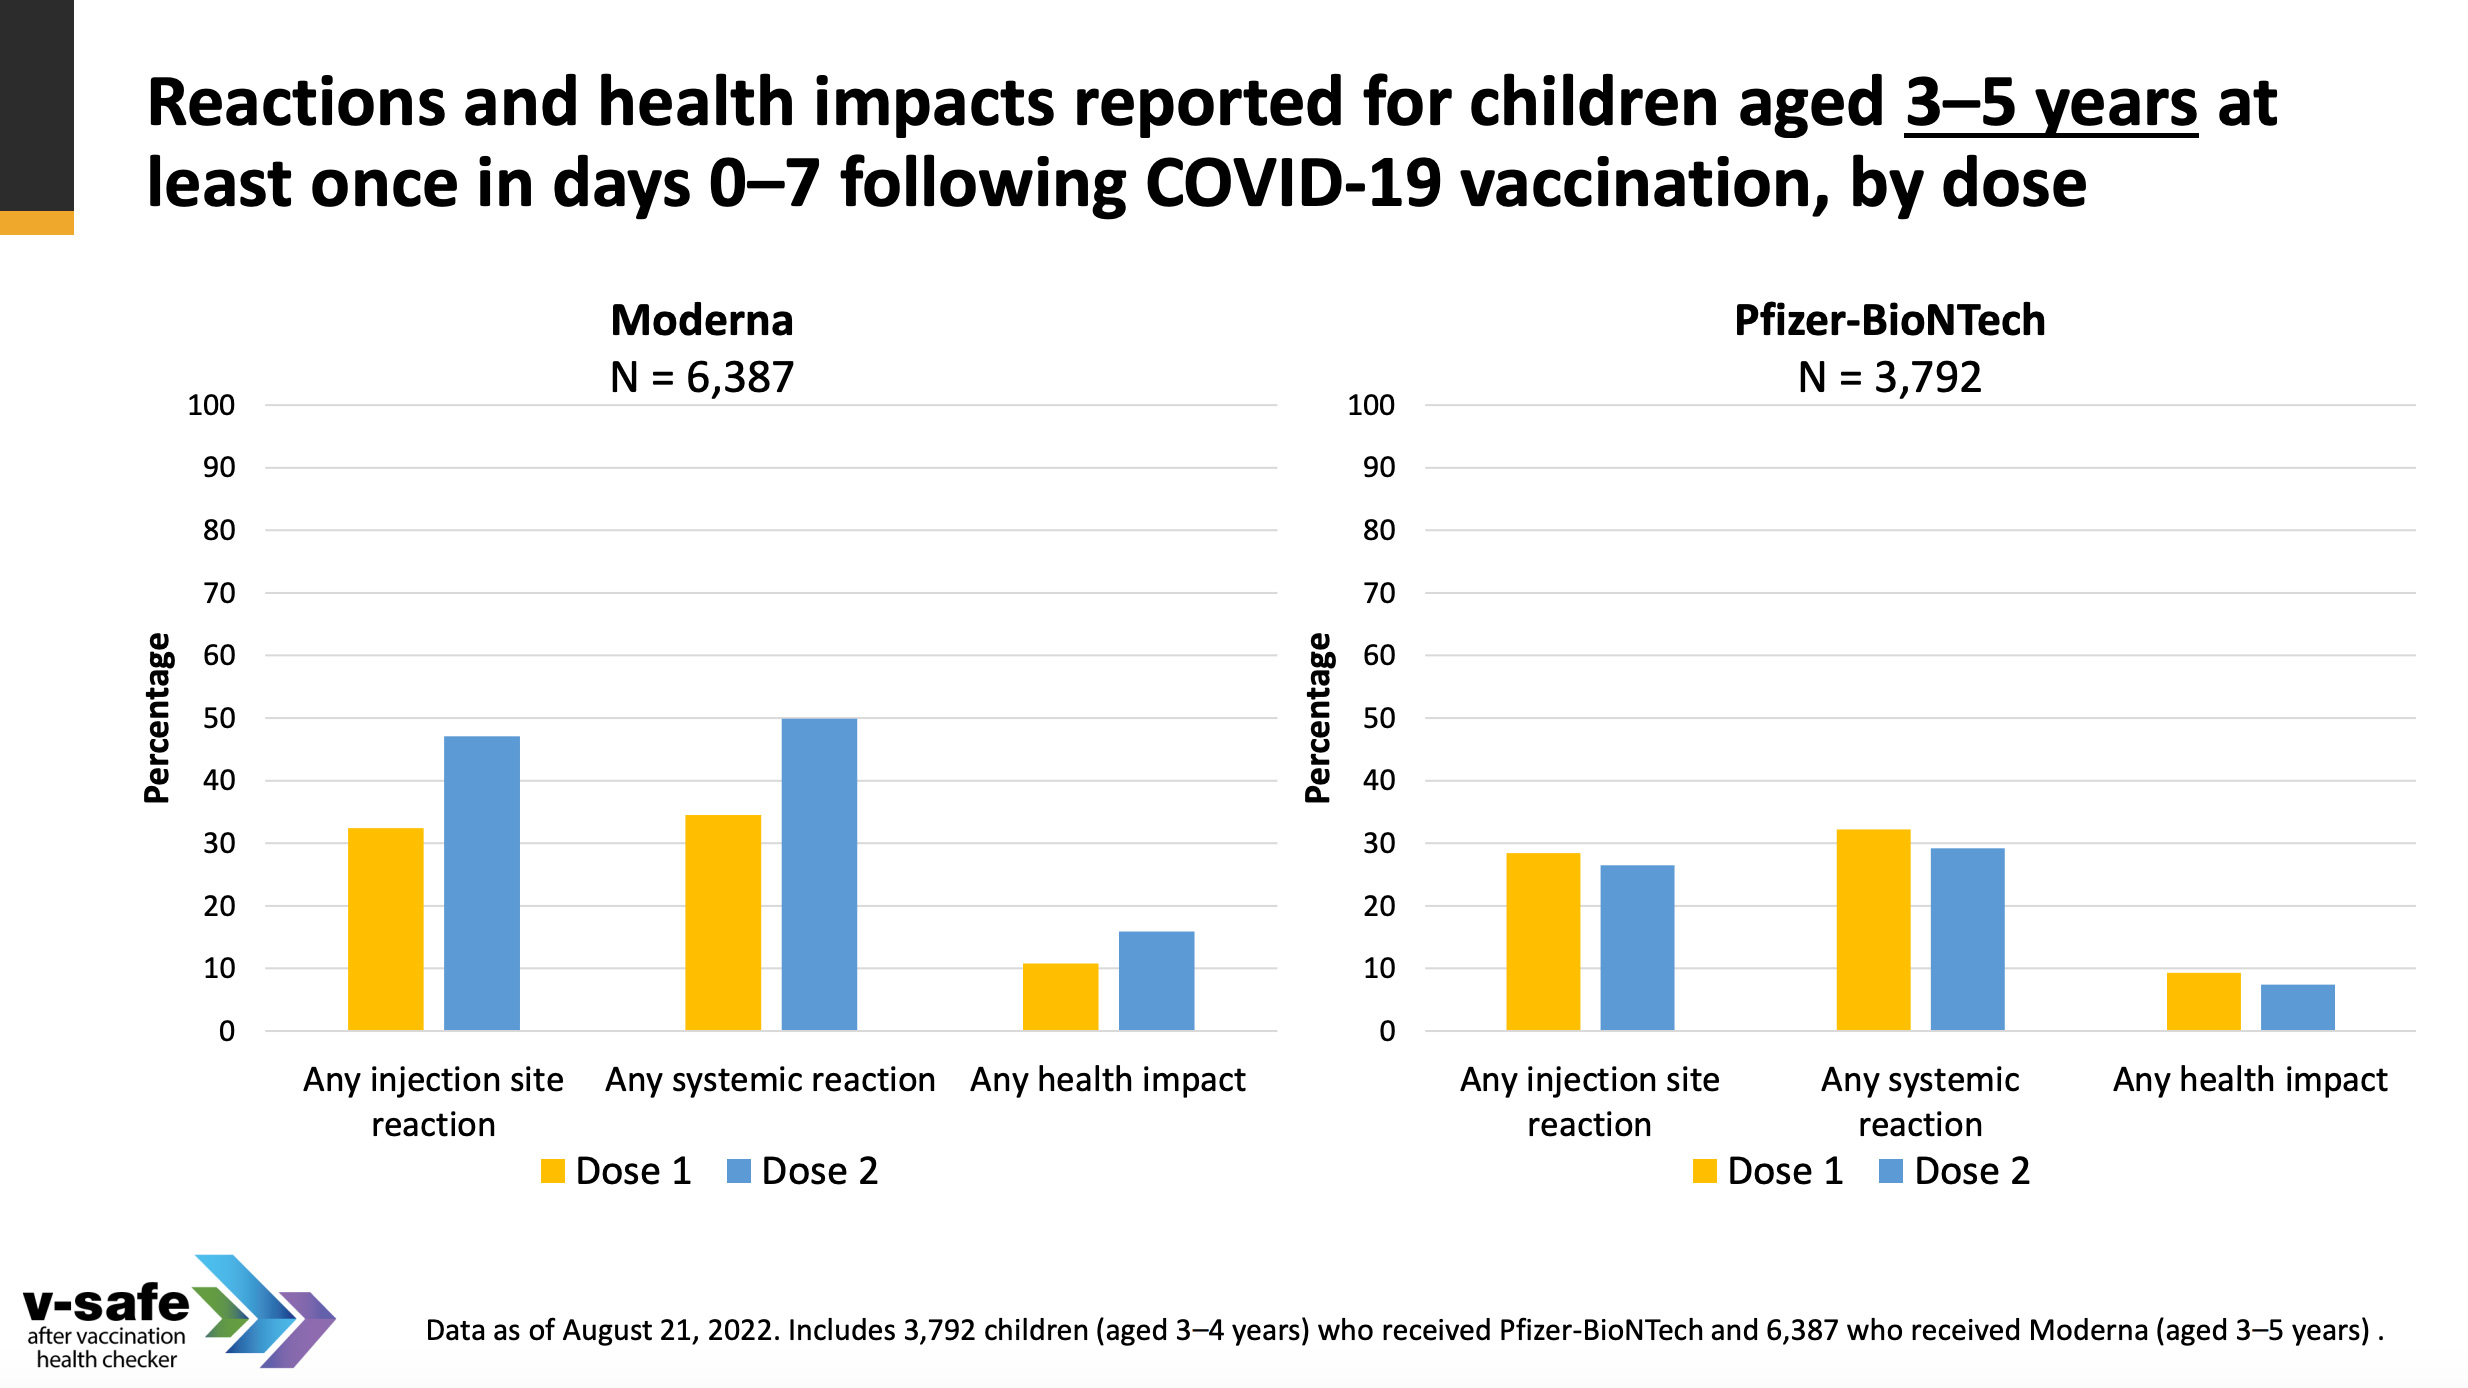 Reactions and health impacts reported for children aged 3–5 years at
least once in days 0–7 following COVID-19 vaccination, by dose
Moderna
N = 6,387
100
90
80
70
60
50
40
30
20
10
0
Percentage
Any injection site
reaction
Any systemic reaction
Any health impact
Dose 1
Dose 2
Pfizer-BioNTech
N = 3,792
100
90
80
70
60
50
40
30
20
10
0
Percentage
Any injection site
reaction
Any systemic
reaction
Any health impact
Dose 1
Dose 2
v-safe
after vaccination
health checker
Data as of August 21, 2022. Includes 3,792 children (aged 3–4 years) who received Pfizer-BioNTech and 6,387 who received Moderna (aged 3–5 years) .